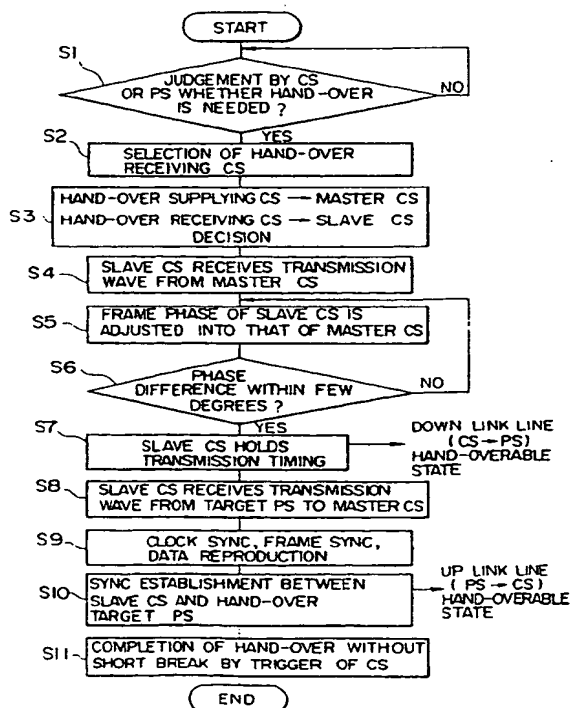 START
S1
JUDGEMENT BY CS
OR PS WHETHER HAND-OVER
IS NEEDED ?
NO
YES
S2
SELECTION OF HAND-OVER
RECEIVING CS
S3
HAND-OVER SUPPLYING CS → MASTER CS
HAND-OVER RECEIVING CS → SLAVE CS
DECISION
S4
SLAVE CS RECEIVES TRANSMISSION
WAVE FROM MASTER CS
S5
FRAME PHASE OF SLAVE CS IS
ADJUSTED INTO THAT OF MASTER CS
S6
PHASE
DIFFERENCE WITHIN FEW
DEGREES ?
NO
YES
S7
SLAVE CS HOLDS
TRANSMISSION TIMING
DOWN LINK LINE
(CS→PS)
HAND-OVERABLE
STATE
S8
SLAVE CS RECEIVES TRANSMISSION
WAVE FROM TARGET PS TO MASTER CS
S9
CLOCK SYNC, FRAME SYNC,
DATA REPRODUCTION
S10
SYNC ESTABLISHMENT BETWEEN
SLAVE CS AND HAND-OVER
TARGET PS
UP LINK LINE
(PS→CS)
HAND-OVERABLE
STATE
S11
COMPLETION OF HAND-OVER WITHOUT
SHORT BREAK BY TRIGGER OF CS
END